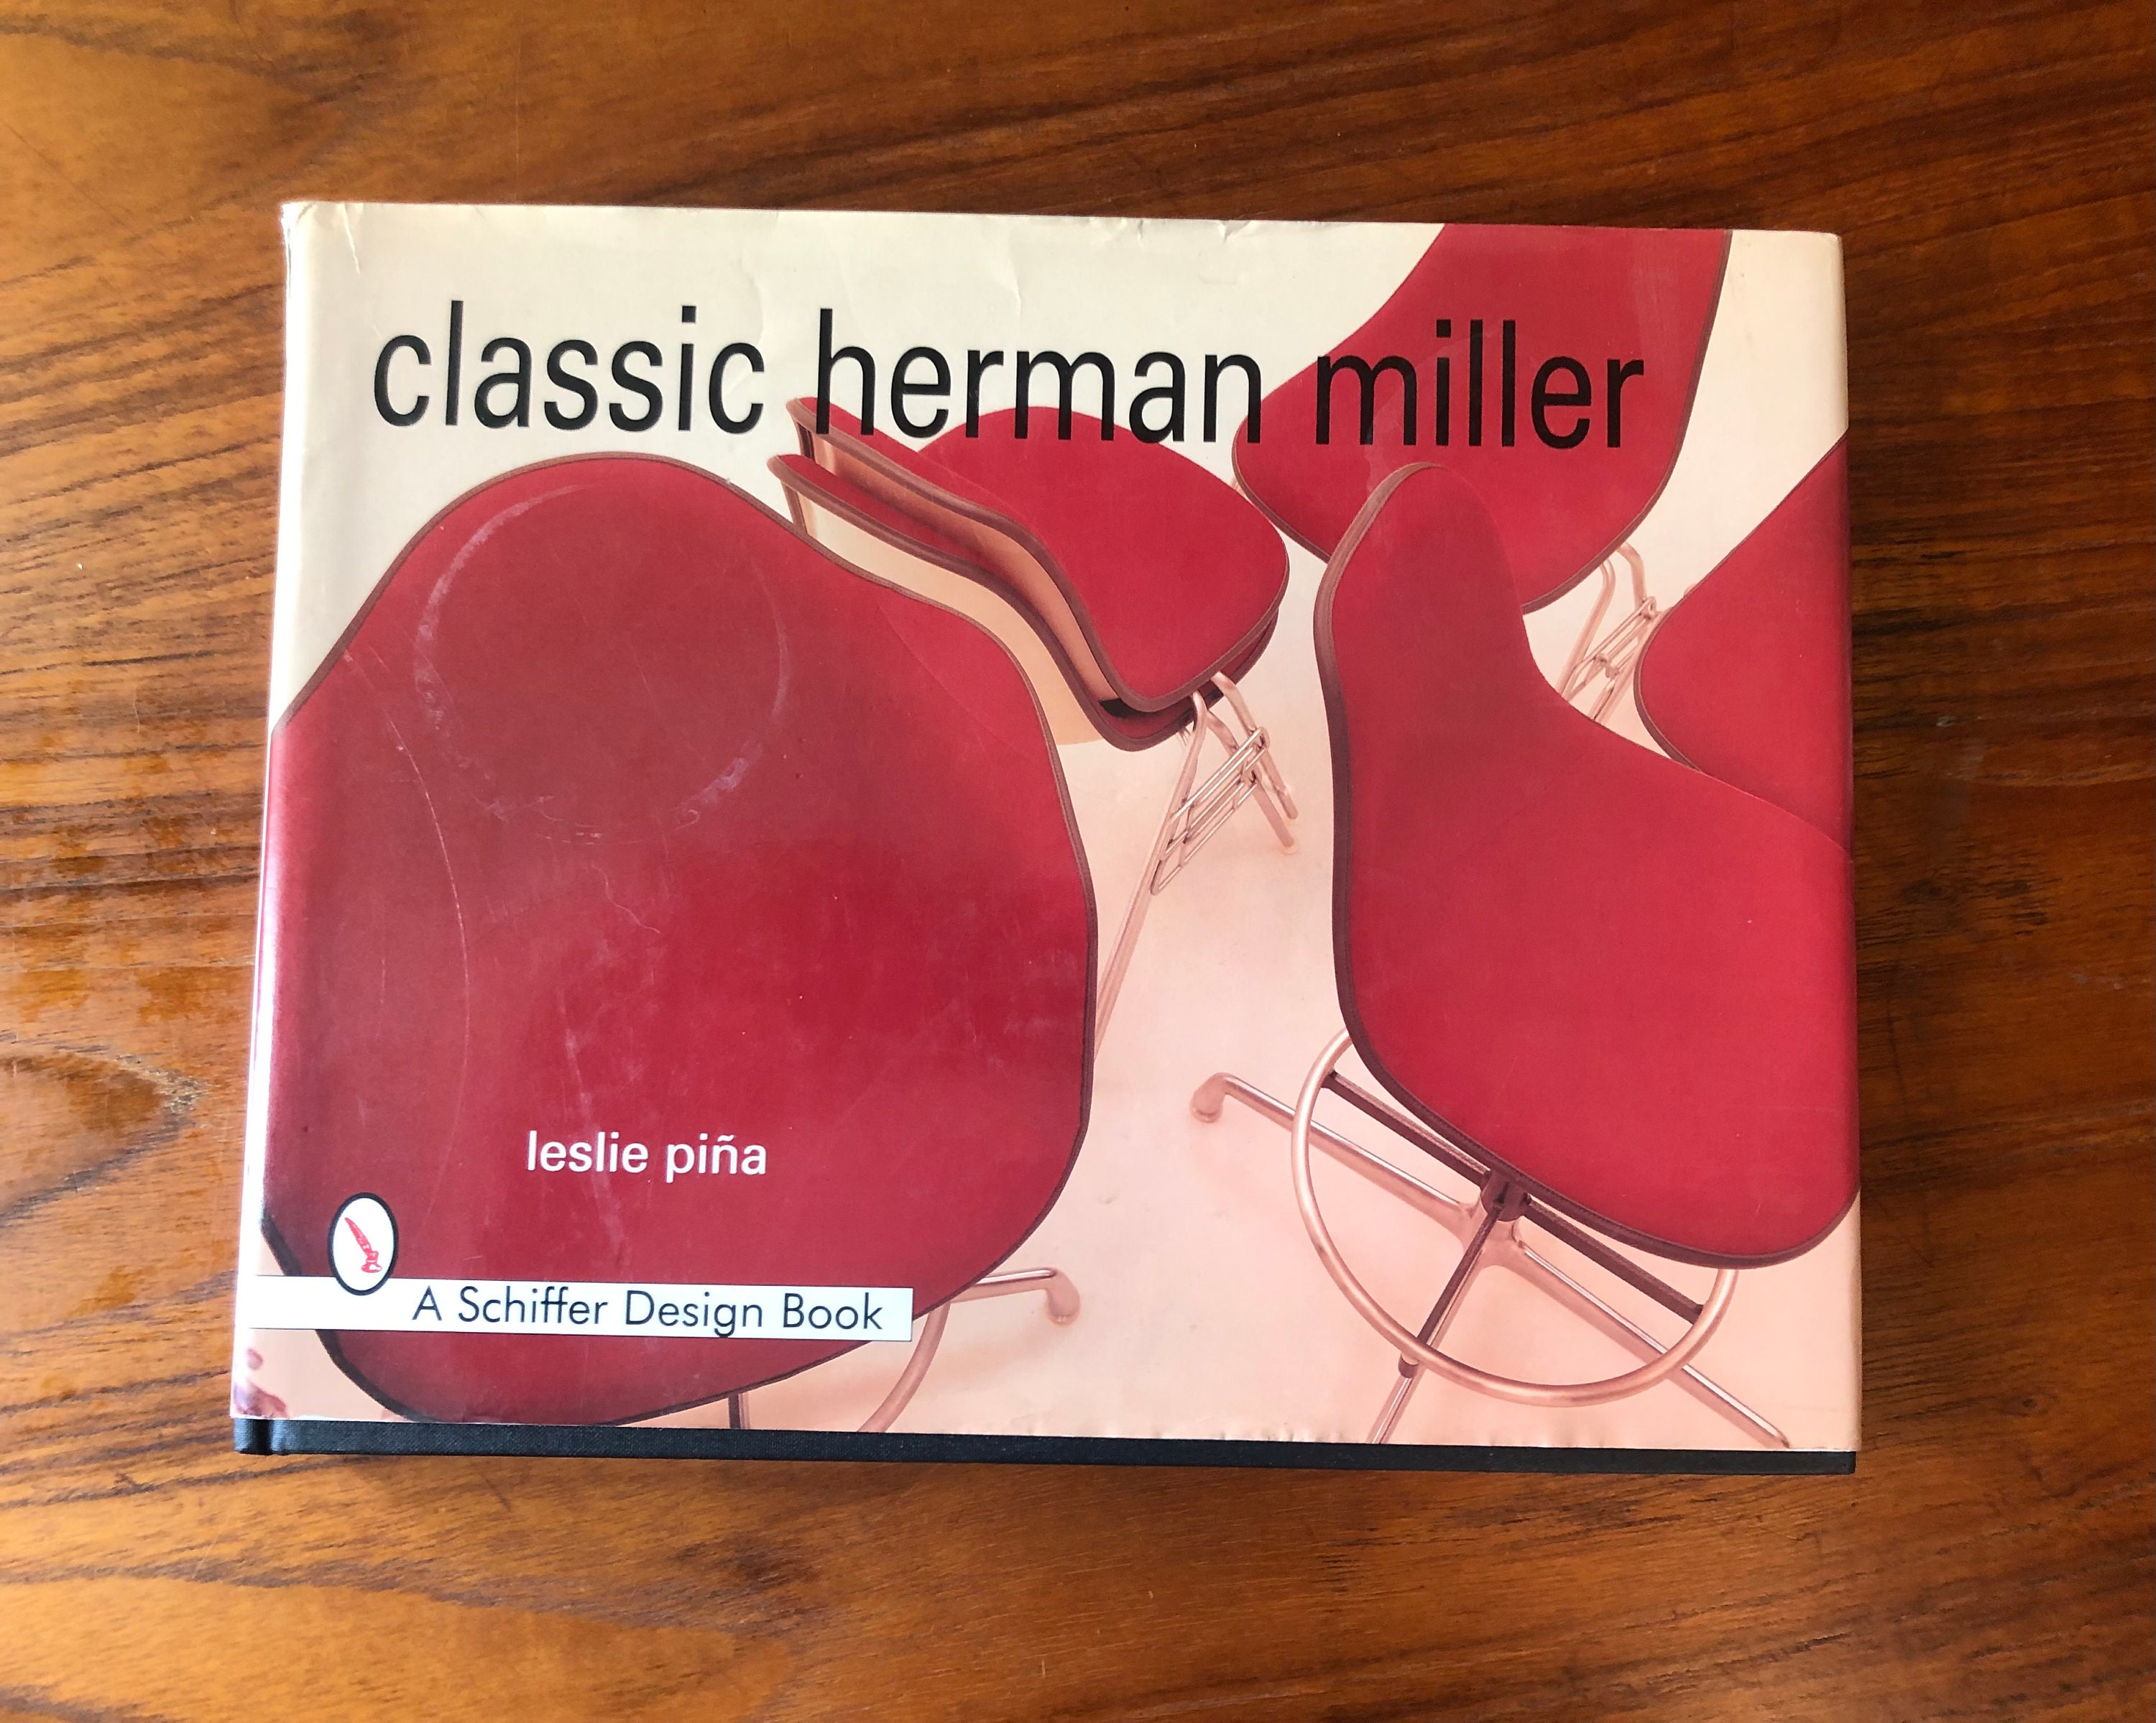 classic herman miller
leslie piña
A Schiffer Design Book